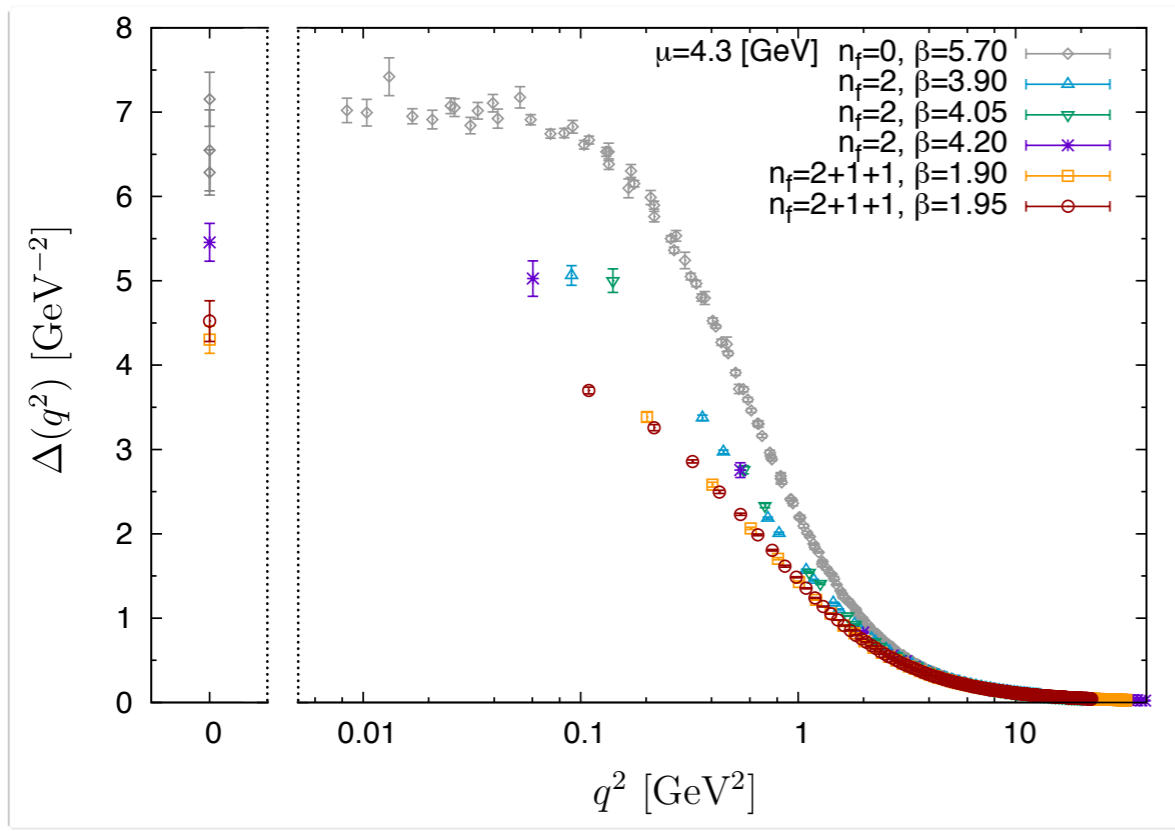 μ=4.3 [GeV] n_f=0, β=5.70
n_f=2, β=3.90
n_f=2, β=4.05
n_f=2, β=4.20
n_f=2+1+1, β=1.90
n_f=2+1+1, β=1.95
Δ(q²) [GeV⁻²]
8
7
6
5
4
3
2
1
0
0 0.01 0.1 1 10
q² [GeV²]